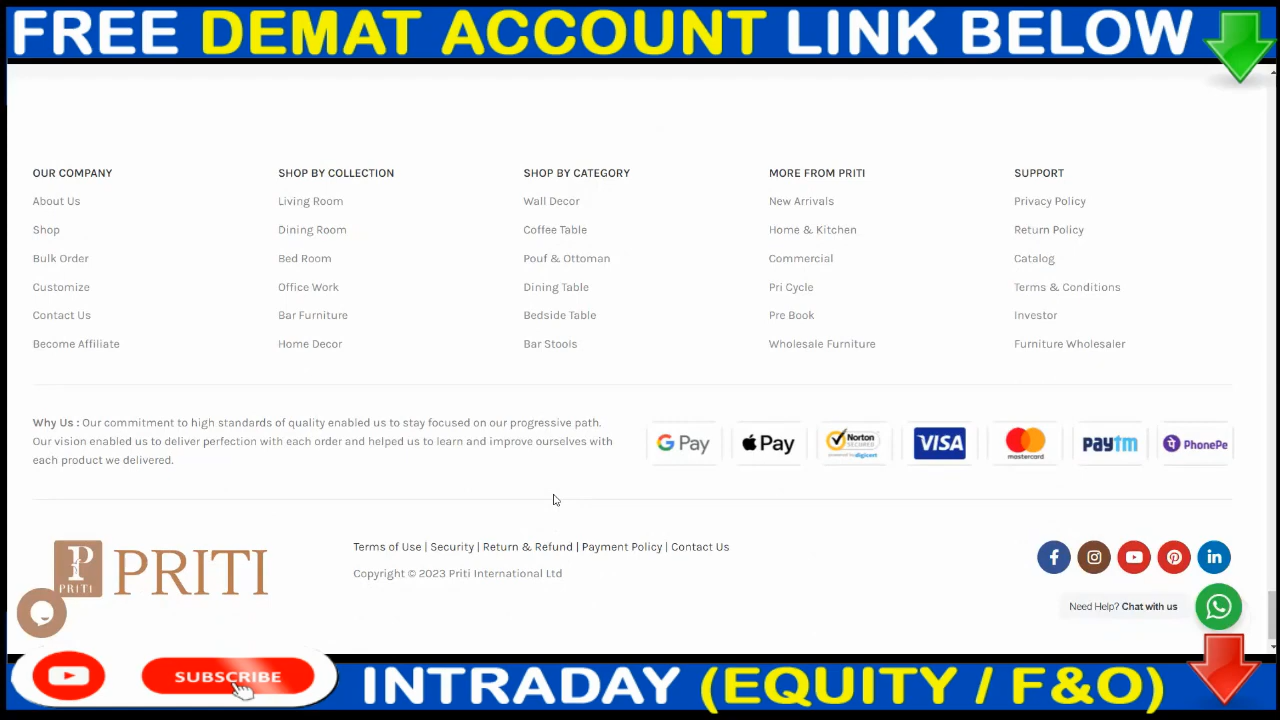 FREE DEMAT ACCOUNT LINK BELOW
OUR COMPANY
About Us
Shop
Bulk Order
Customize
Contact Us
Become Affiliate
SHOP BY COLLECTION
Living Room
Dining Room
Bed Room
Office Work
Bar Furniture
Home Decor
SHOP BY CATEGORY
Wall Decor
Coffee Table
Pouf & Ottoman
Dining Table
Bedside Table
Bar Stools
MORE FROM PRITI
New Arrivals
Home & Kitchen
Commercial
Pri Cycle
Pre Book
Wholesale Furniture
SUPPORT
Privacy Policy
Return Policy
Catalog
Terms & Conditions
Investor
Furniture Wholesaler
Why Us : Our commitment to high standards of quality enabled us to stay focused on our progressive path.
Our vision enabled us to deliver perfection with each order and helped us to learn and improve ourselves with
each product we delivered.
G Pay
Pay
Norton
SECURED
powered by digicert
VISA
mastercard
paytm
PhonePe
P
PRITI
PRITI
Terms of Use | Security | Return & Refund | Payment Policy | Contact Us
Copyright © 2023 Priti International Ltd
Need Help? Chat with us
SUBSCRIBE
INTRADAY (EQUITY / F&O)